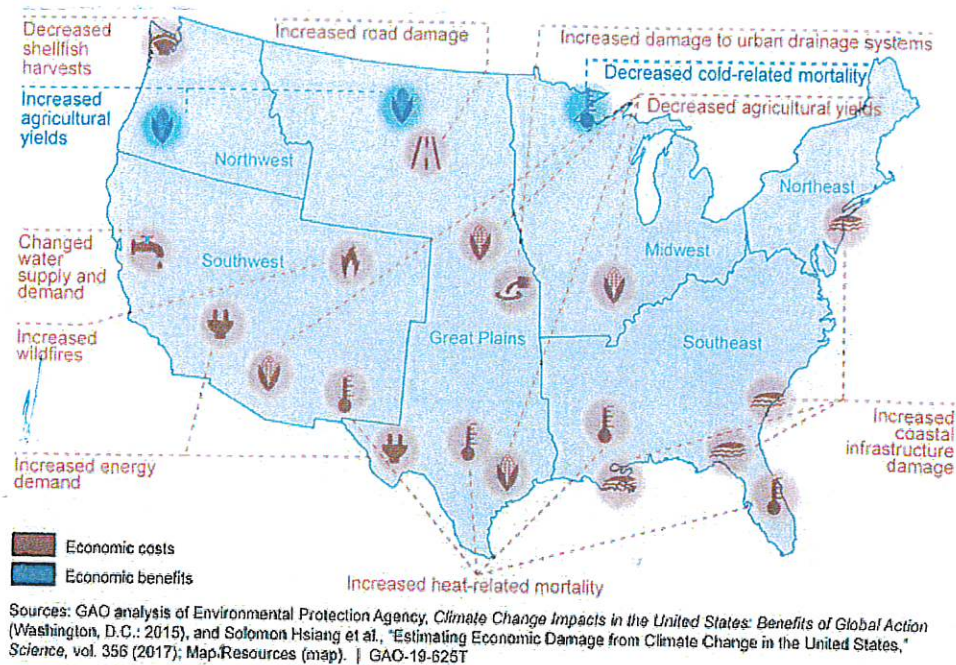 Decreased
shellfish
harvests
Increased road damage
Increased damage to urban drainage systems
Decreased cold-related mortality
Increased
agricultural
yields
Decreased agricultural yields
Northwest
Northeast
Changed
water
supply and
demand
Southwest
Midwest
Increased
wildfires
Great Plains
Southeast
Increased energy
demand
Increased
coastal
infrastructure
damage
Economic costs
Economic benefits
Increased heat-related mortality
Sources: GAO analysis of Environmental Protection Agency, Climate Change Impacts in the United States: Benefits of Global Action
(Washington, D.C.: 2015), and Solomon Hsiang et al., "Estimating Economic Damage from Climate Change in the United States,"
Science, vol. 356 (2017); Map Resources (map). | GAO-19-625T